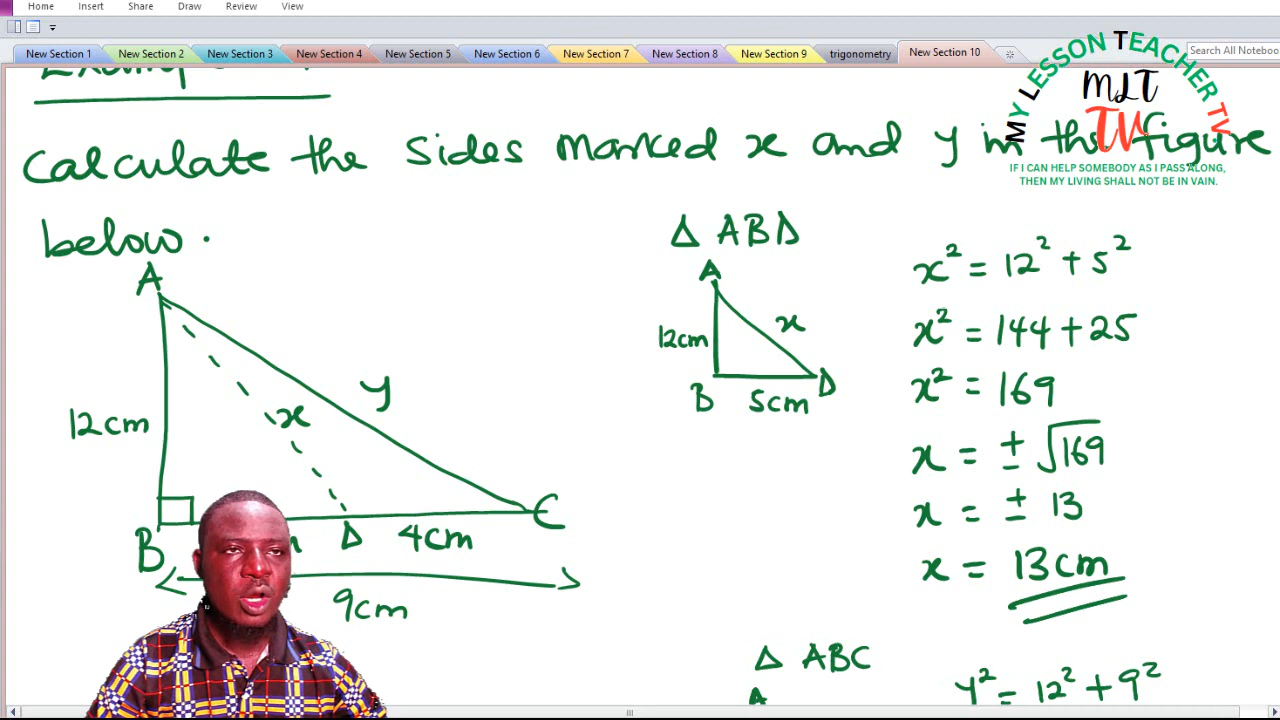 Home Insert Share Draw Review View
New Section 1 New Section 2 New Section 3 New Section 4 New Section 5 New Section 6 New Section 7 New Section 8 New Section 9 trigonometry New Section 10
Search All Noteboo
MY LESSON TEACHER TV
MLT
TV
IF I CAN HELP SOMEBODY AS I PASS ALONG,
THEN MY LIVING SHALL NOT BE IN VAIN.
Calculate the sides marked x and y in the figure
below.
A
12cm
x
y
B
D
4cm
C
9cm
Δ ABD
A
12cm
x
B
5cm
D
x² = 12² + 5²
x² = 144 + 25
x² = 169
x = ± √169
x = ± 13
x = 13cm
Δ ABC
A
y² = 12² + 9²